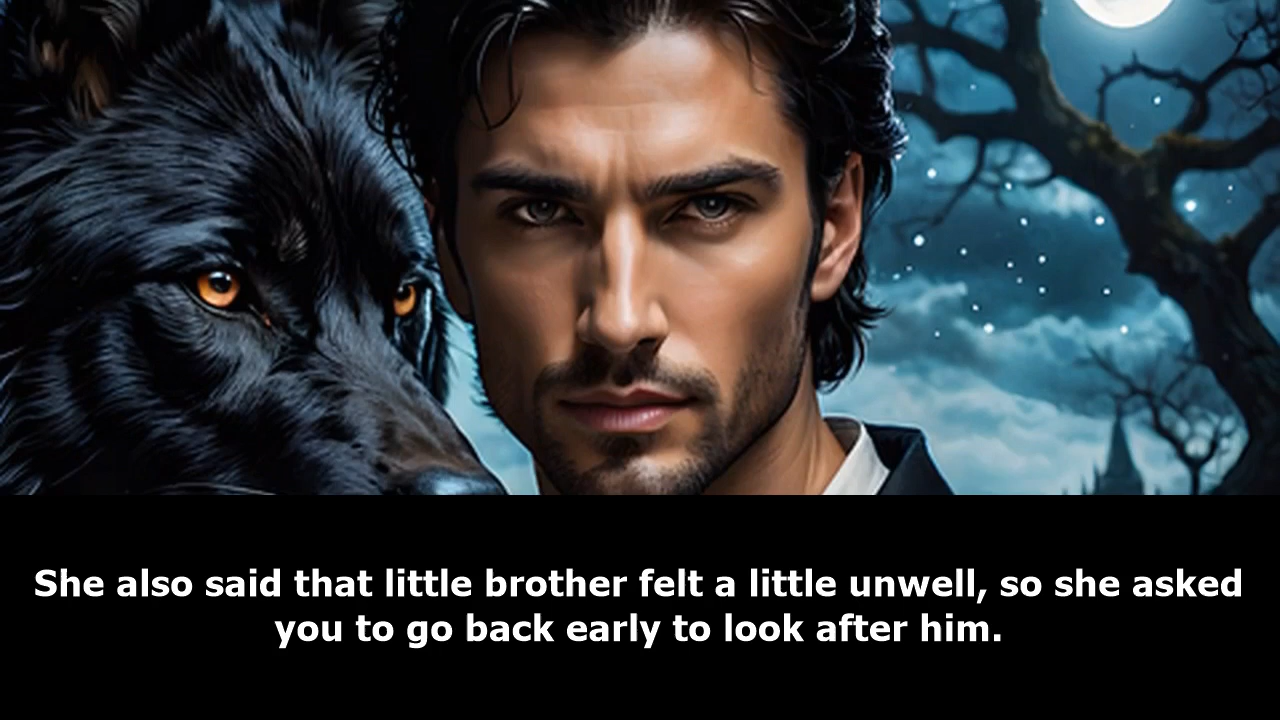 She also said that little brother felt a little unwell, so she asked
you to go back early to look after him.